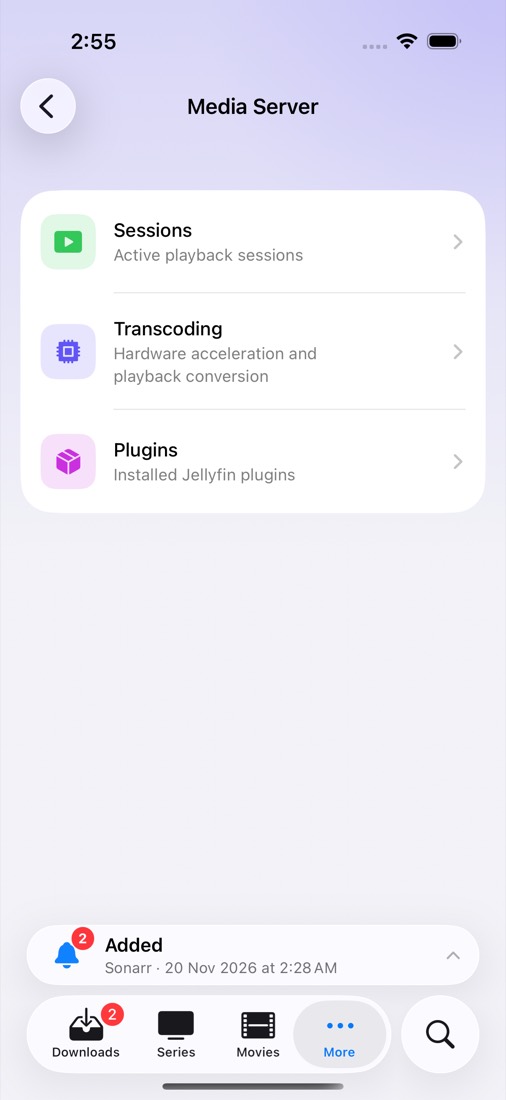 2:55
Media Server
Sessions
Active playback sessions
Transcoding
Hardware acceleration and
playback conversion
Plugins
Installed Jellyfin plugins
2
Added
Sonarr · 20 Nov 2026 at 2:28 AM
2
Downloads
Series
Movies
More